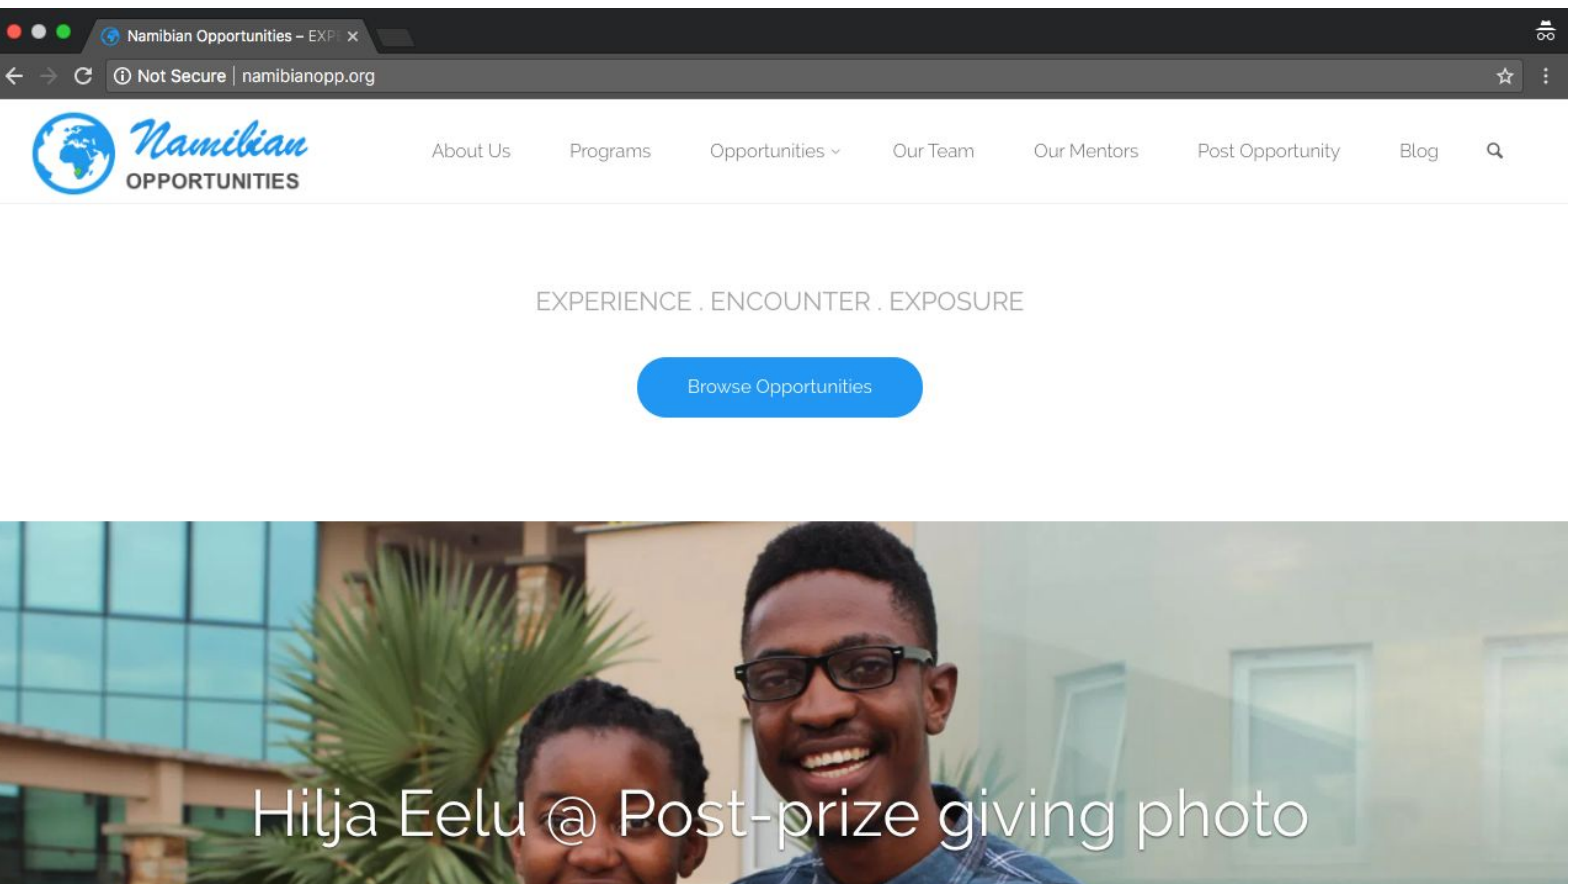 Namibian Opportunities – EXPE
Not Secure | namibianopp.org
Namibian
OPPORTUNITIES
About Us Programs Opportunities Our Team Our Mentors Post Opportunity Blog
EXPERIENCE . ENCOUNTER . EXPOSURE
Browse Opportunities
Hilja Eelu @ Post-prize giving photo